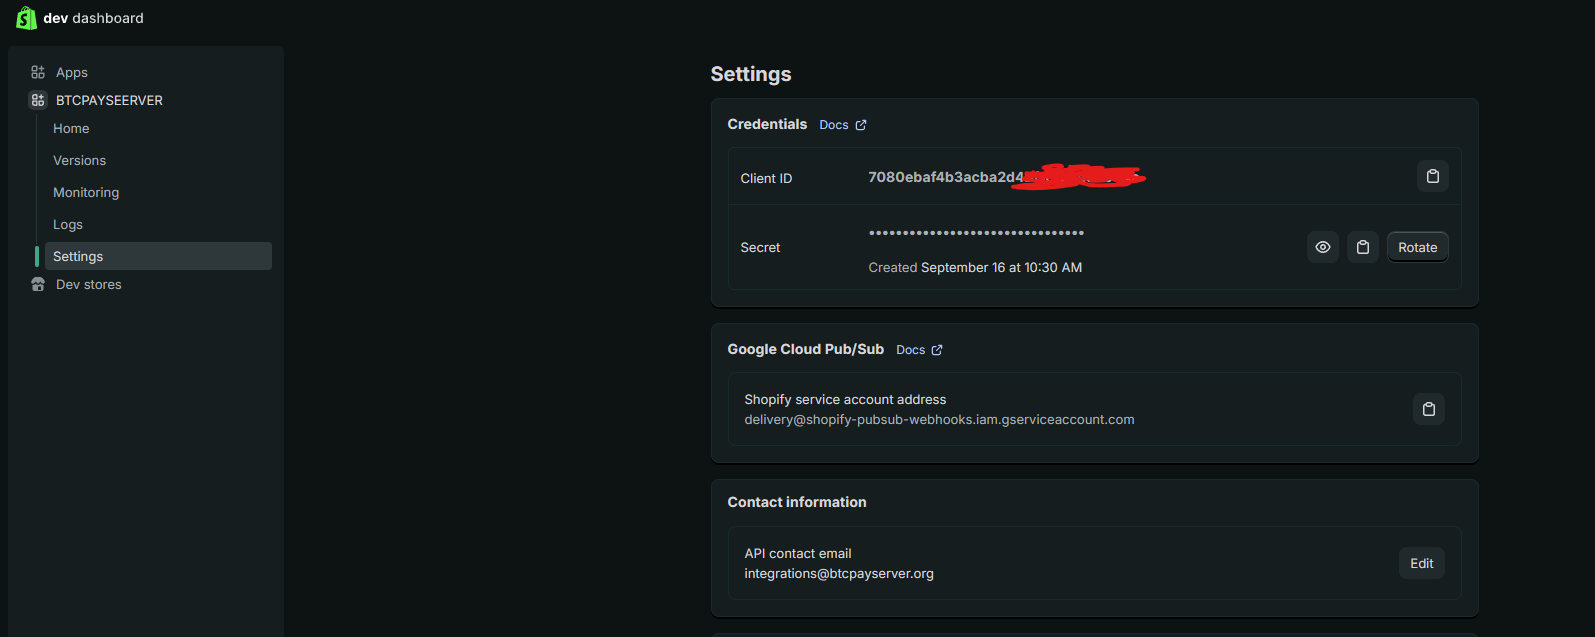 dev dashboard
Apps
BTCPAYSEERVER
Home
Versions
Monitoring
Logs
Settings
Dev stores
Settings
Credentials Docs
Client ID 7080ebaf4b3acba2d4
Secret ••••••••••••••••••••••••••••••••
Created September 16 at 10:30 AM
Rotate
Google Cloud Pub/Sub Docs
Shopify service account address
delivery@shopify-pubsub-webhooks.iam.gserviceaccount.com
Contact information
API contact email
integrations@btcpayserver.org
Edit